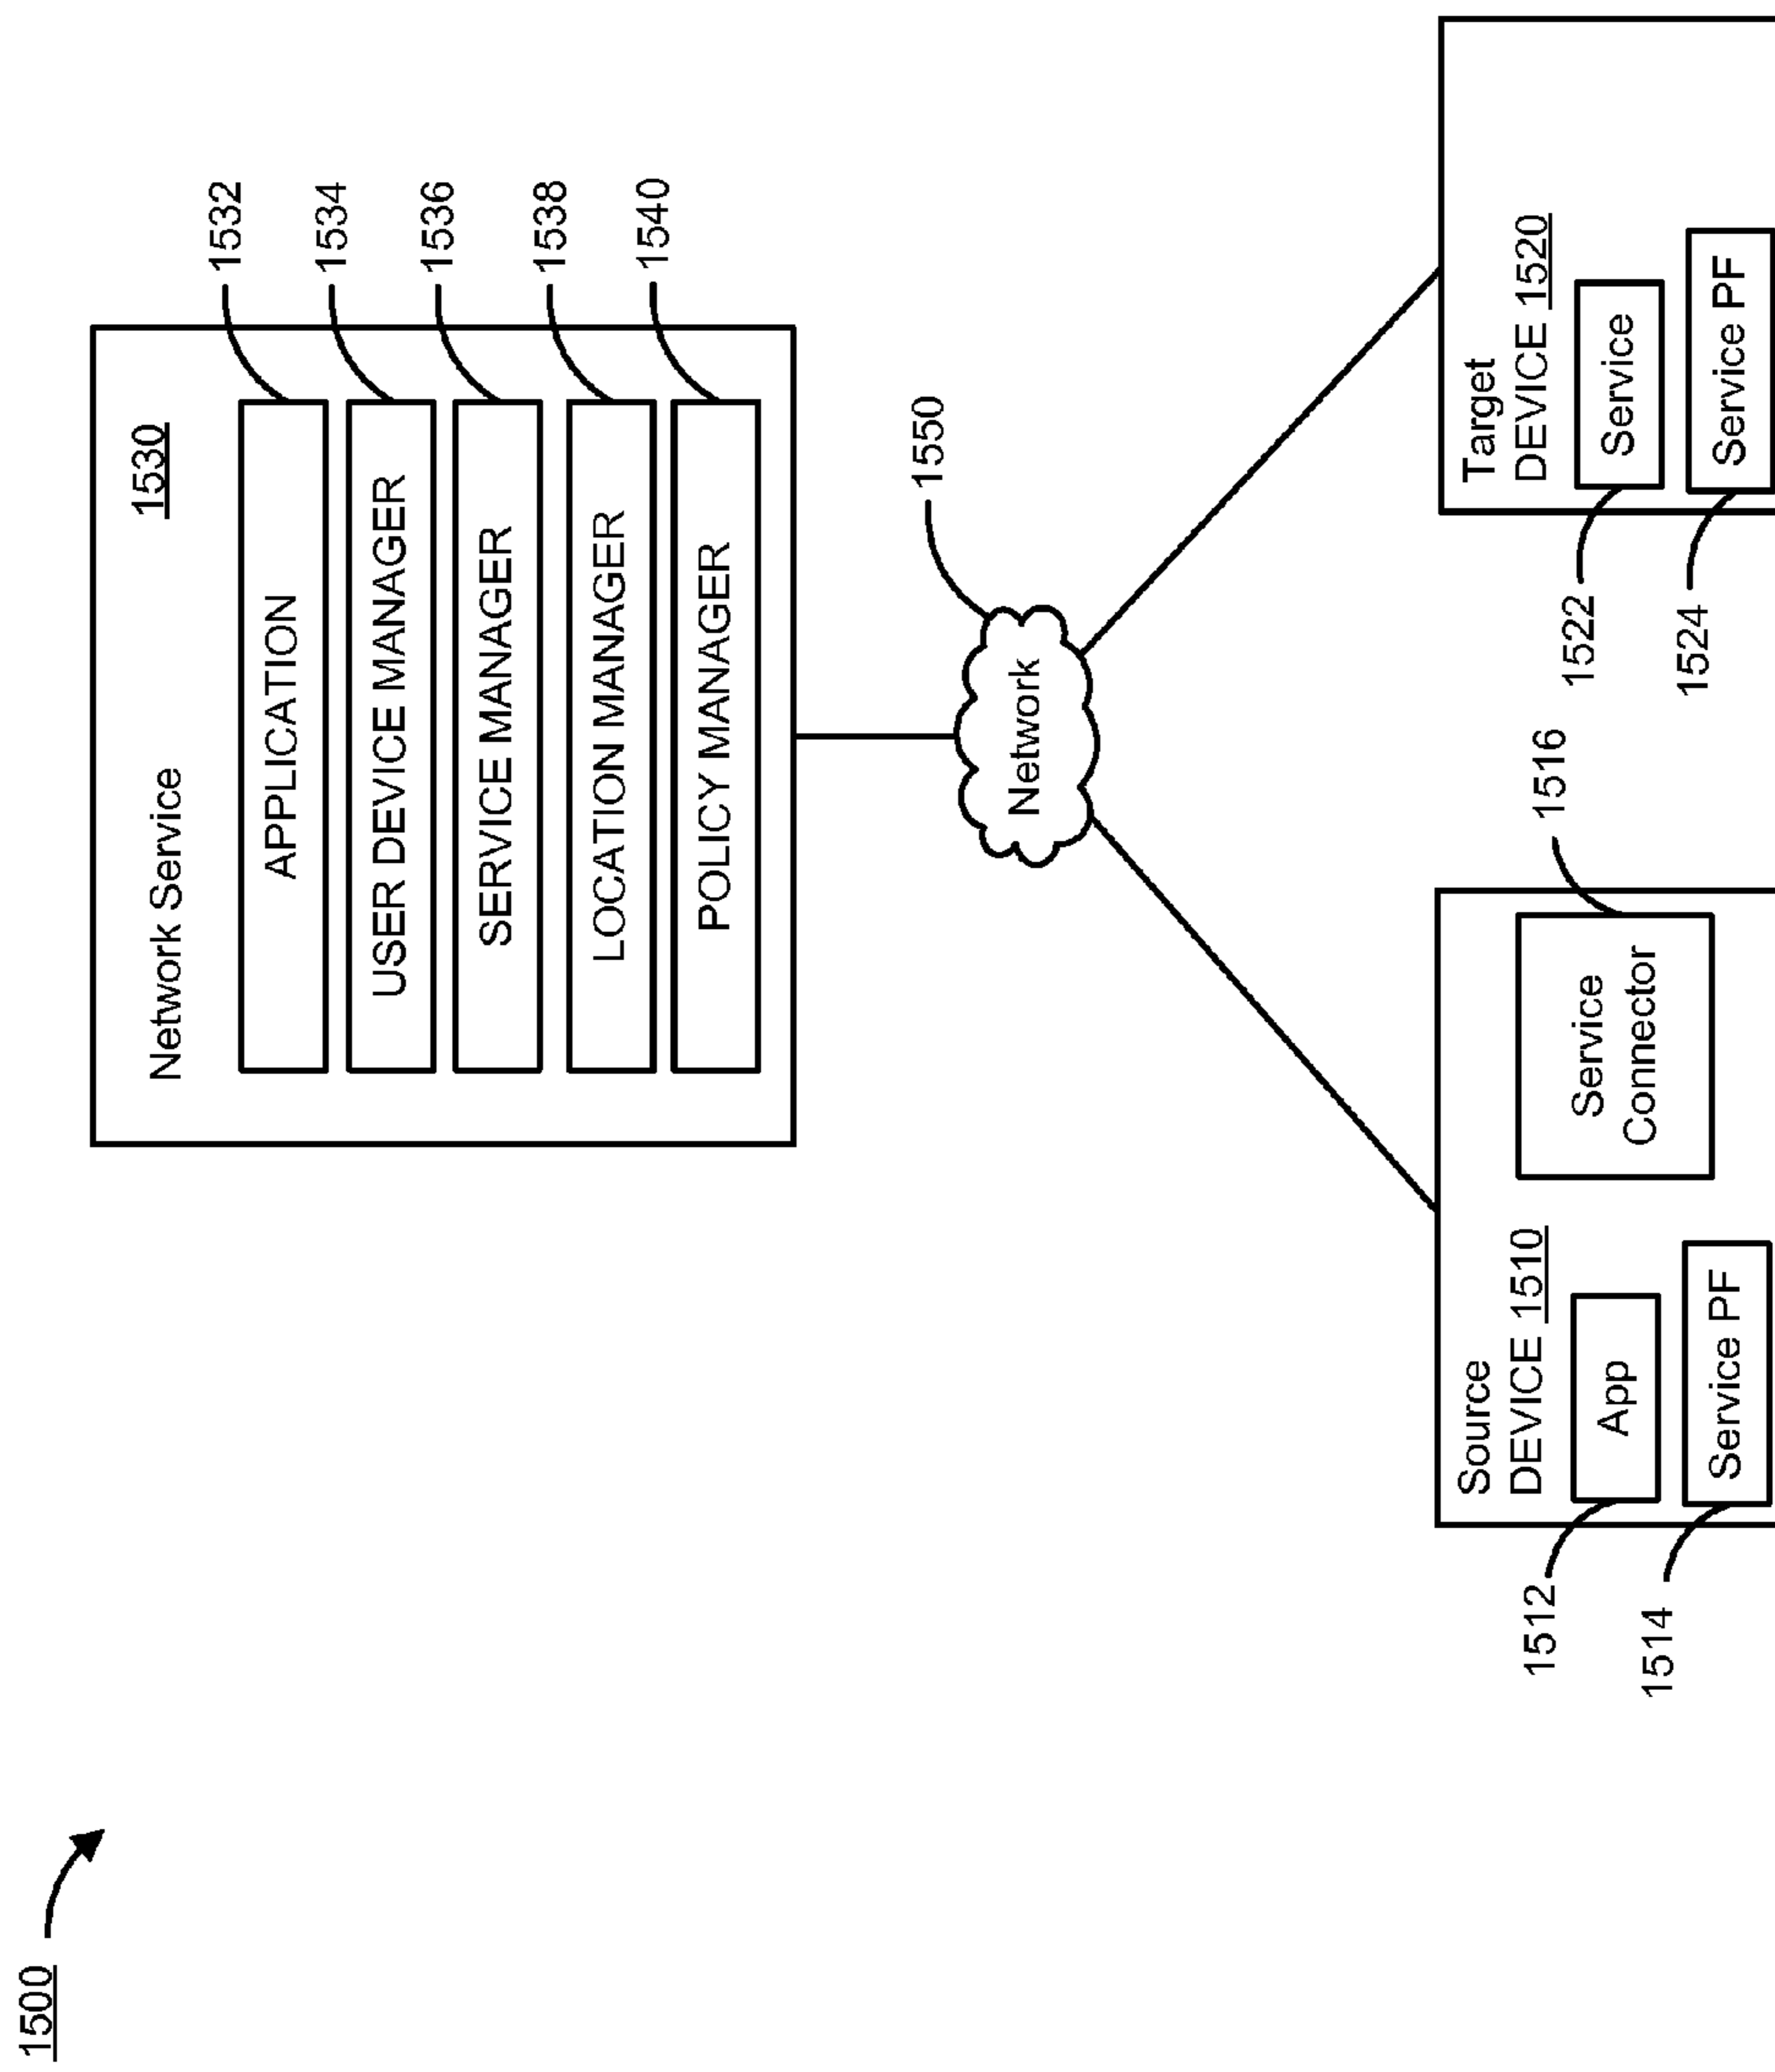 1500
Network Service
1530
APPLICATION
1532
USER DEVICE MANAGER
1534
SERVICE MANAGER
1536
LOCATION MANAGER
1538
POLICY MANAGER
1540
1550
Network
Source
DEVICE 1510
1512
App
1514
Service PF
1516
Service
Connector
Target
DEVICE 1520
1522
Service
1524
Service PF